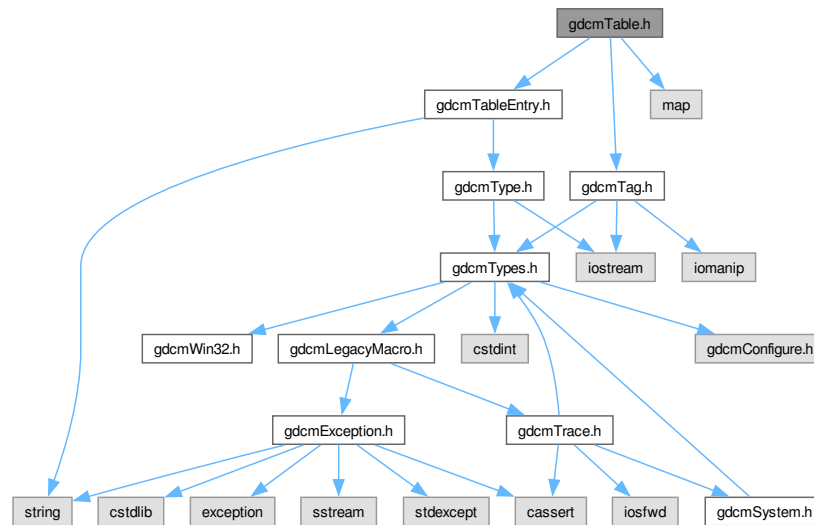 gdcmTable.h
gdcmTableEntry.h
map
gdcmType.h
gdcmTag.h
gdcmTypes.h
iostream
iomanip
gdcmWin32.h
gdcmLegacyMacro.h
cstdint
gdcmConfigure.h
gdcmException.h
gdcmTrace.h
string
cstdlib
exception
sstream
stdexcept
cassert
iosfwd
gdcmSystem.h